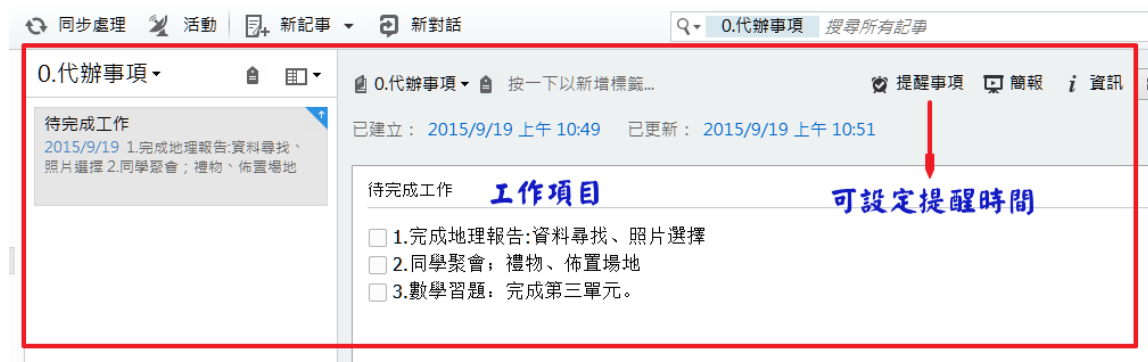 同步處理 活動 新記事 新對話 0.代辦事項 搜尋所有記事
0.代辦事項
0.代辦事項 按一下以新增標籤... 提醒事項 簡報 i 資訊
待完成工作
2015/9/19 1.完成地理報告:資料尋找、
照片選擇 2.同學聚會；禮物、佈置場地
已建立： 2015/9/19 上午 10:49 已更新： 2015/9/19 上午 10:51
待完成工作
工作項目
可設定提醒時間
1.完成地理報告:資料尋找、照片選擇
2.同學聚會；禮物、佈置場地
3.數學習題：完成第三單元。